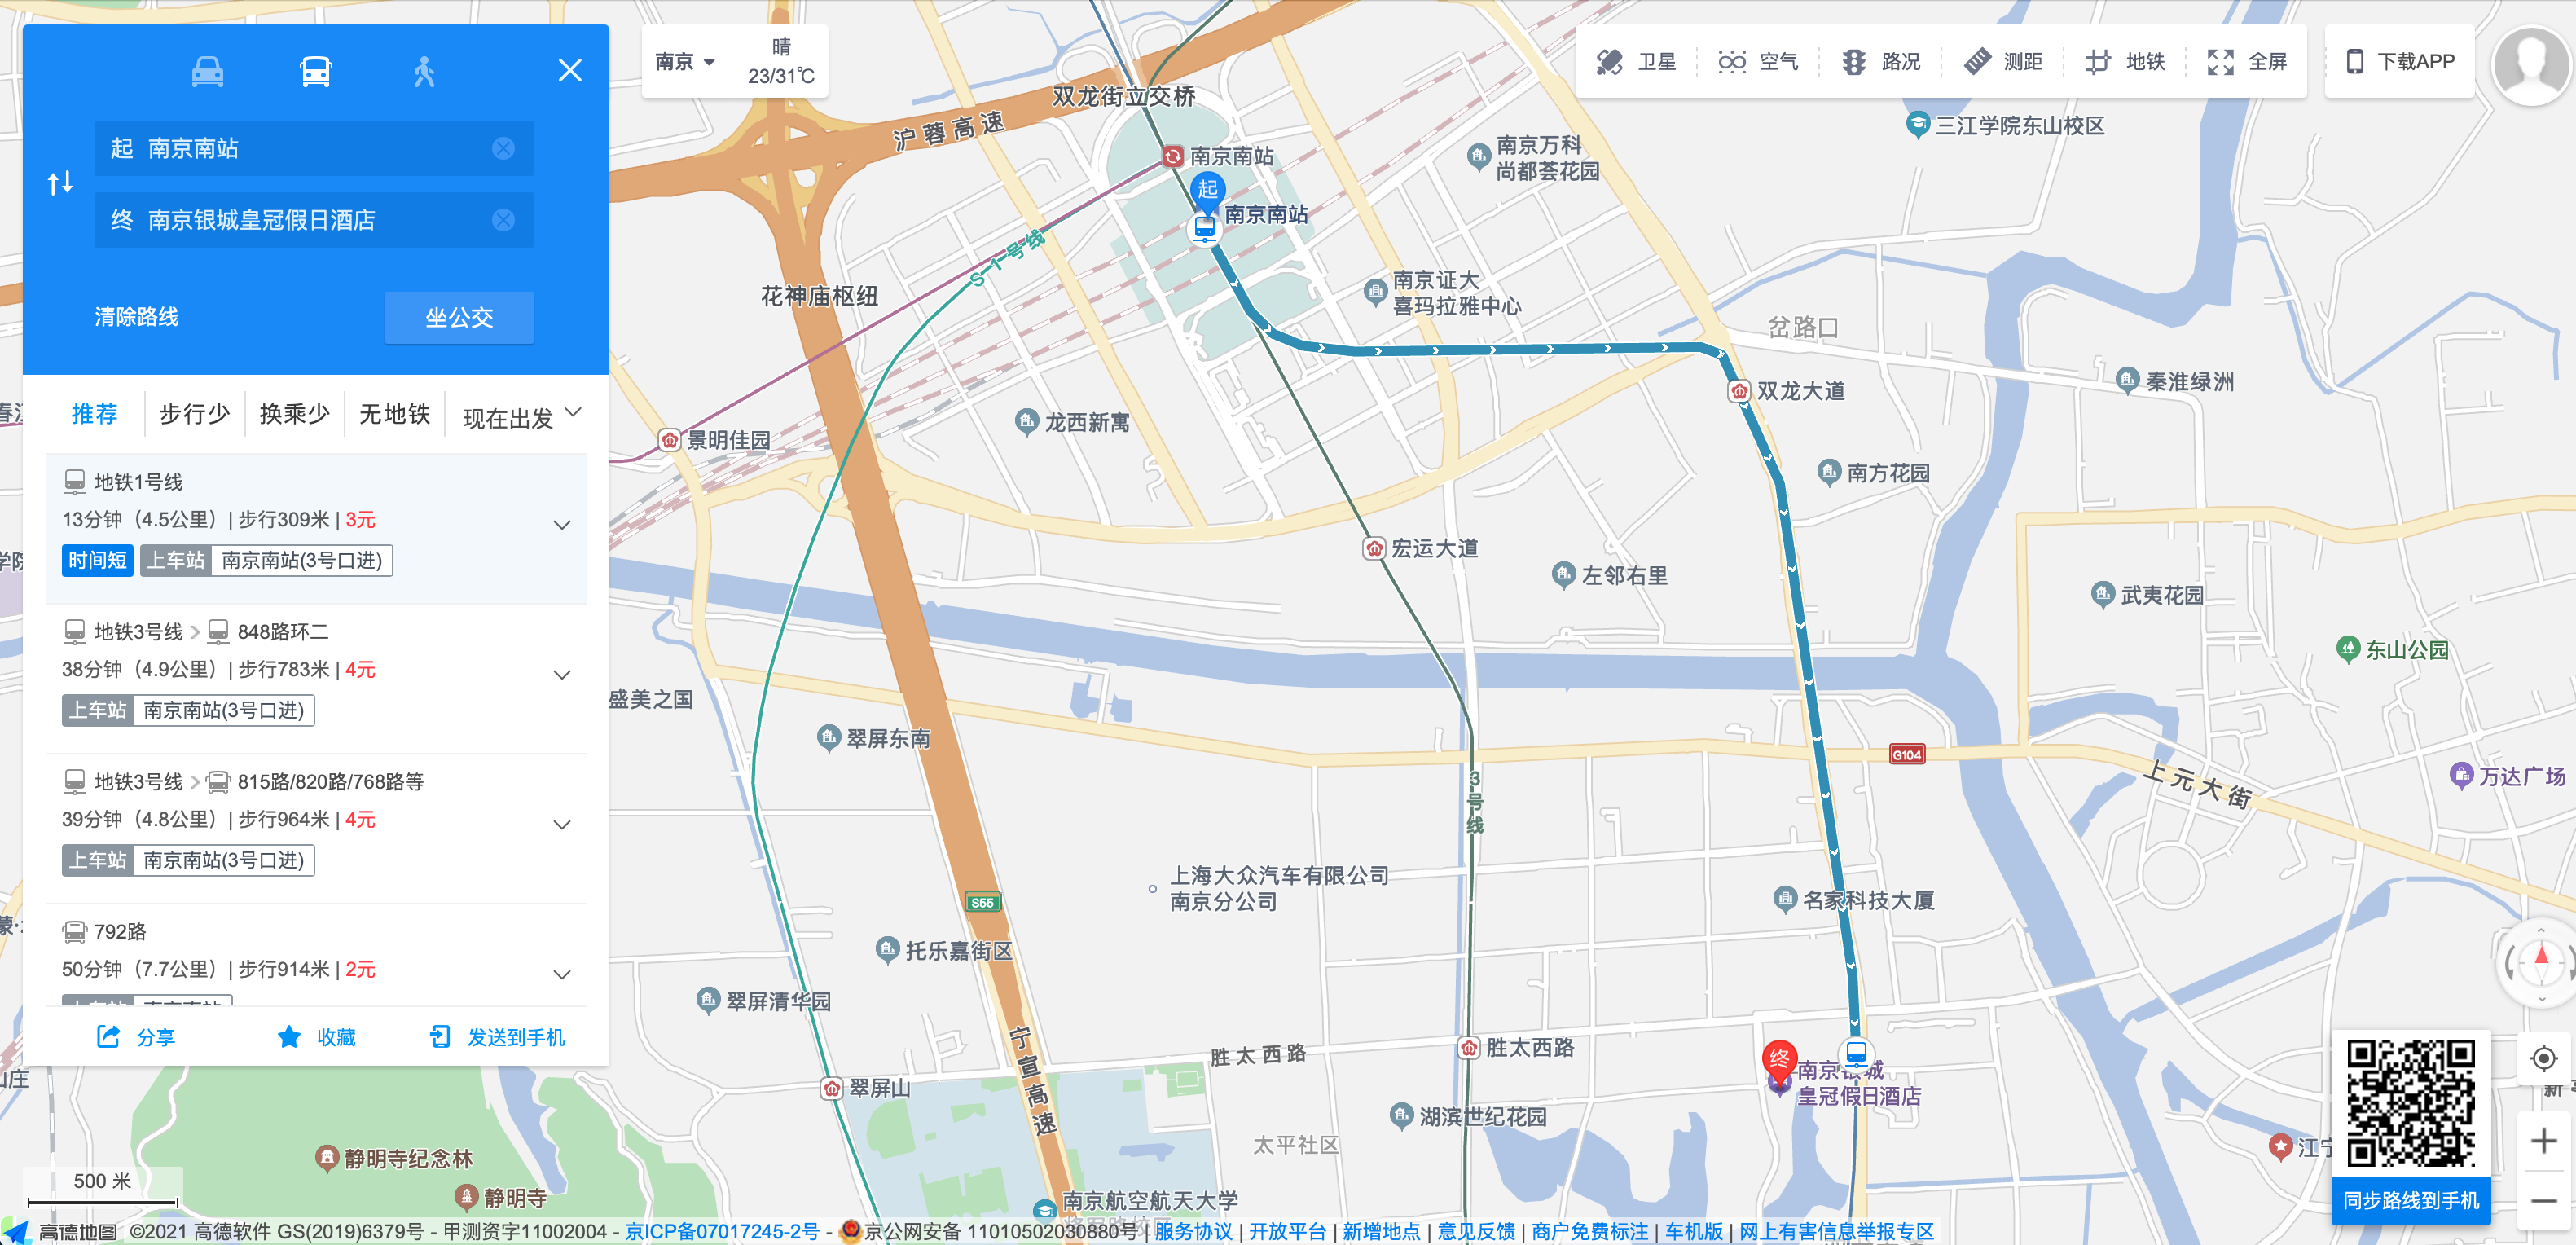 起 南京南站
终 南京银城皇冠假日酒店
清除路线
坐公交
推荐
步行少
换乘少
无地铁
现在出发
地铁1号线
13分钟（4.5公里）| 步行309米 | 3元
时间短 上车站 南京南站(3号口进)
地铁3号线 > 848路环二
38分钟（4.9公里）| 步行783米 | 4元
上车站 南京南站(3号口进)
地铁3号线 > 815路/820路/768路等
39分钟（4.8公里）| 步行964米 | 4元
上车站 南京南站(3号口进)
792路
50分钟（7.7公里）| 步行914米 | 2元
分享
收藏
发送到手机
南京
晴
23/31℃
卫星
空气
路况
测距
地铁
全屏
下载APP
双龙街立交桥
沪蓉高速
南京南站
起
南京南站
南京万科
尚都荟花园
三江学院东山校区
S-1号线
花神庙枢纽
南京证大
喜玛拉雅中心
岔路口
秦淮绿洲
双龙大道
景明佳园
龙西新寓
南方花园
宏运大道
左邻右里
武夷花园
东山公园
盛美之国
翠屏东南
G104
上元大街
万达广场
3号线
上海大众汽车有限公司
南京分公司
名家科技大厦
S55
托乐嘉街区
翠屏清华园
宁宣高速
胜太西路
胜太西路
终
南京银城
皇冠假日酒店
翠屏山
湖滨世纪花园
太平社区
静明寺纪念林
静明寺
南京航空航天大学
江宁
新
500 米
同步路线到手机
高德地图 ©2021 高德软件 GS(2019)6379号 - 甲测资字11002004 - 京ICP备07017245-2号 - 京公网安备 11010502030880号 | 服务协议 | 开放平台 | 新增地点 | 意见反馈 | 商户免费标注 | 车机版 | 网上有害信息举报专区